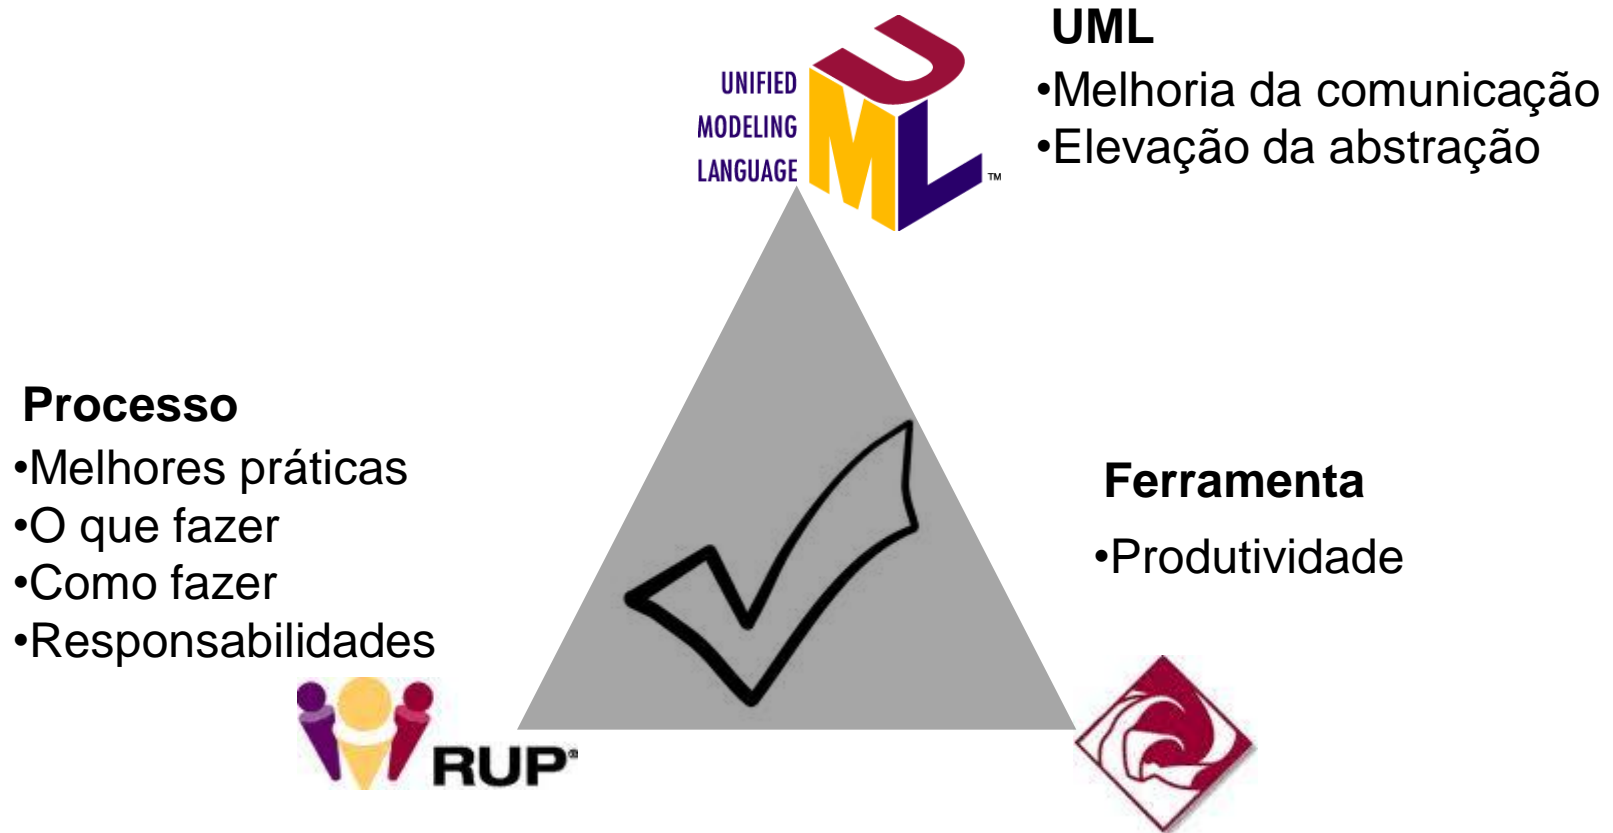 UNIFIED
MODELING
LANGUAGE
UML
™
UML
•Melhoria da comunicação
•Elevação da abstração
Processo
•Melhores práticas
•O que fazer
•Como fazer
•Responsabilidades
RUP®
Ferramenta
•Produtividade